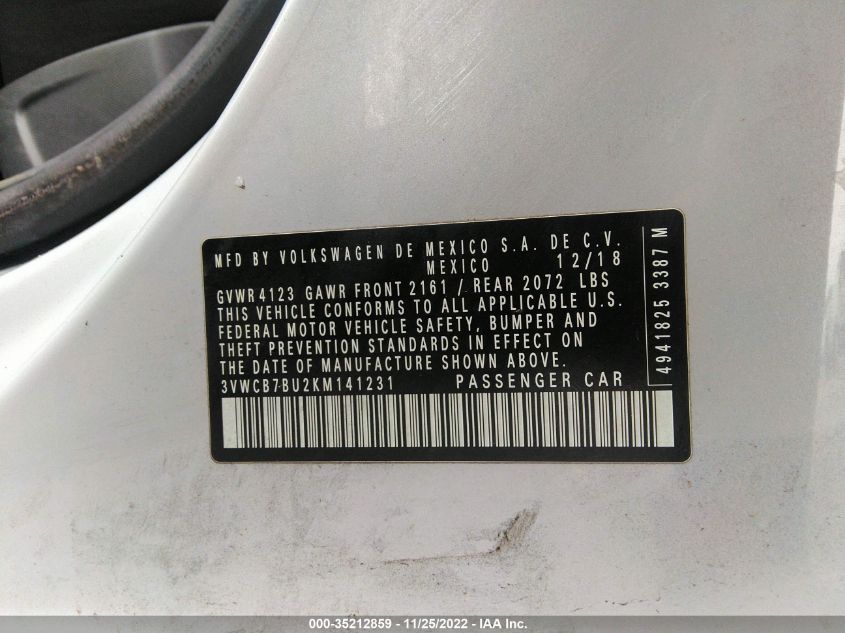 MFD BY VOLKSWAGEN DE MEXICO S.A. DE C.V.
MEXICO 12/18
GVWR 4123 GAWR FRONT 2161 / REAR 2072 LBS
THIS VEHICLE CONFORMS TO ALL APPLICABLE U.S.
FEDERAL MOTOR VEHICLE SAFETY, BUMPER AND
THEFT PREVENTION STANDARDS IN EFFECT ON
THE DATE OF MANUFACTURE SHOWN ABOVE.
3VWCB7BU2KM141231 PASSENGER CAR
4941825 3387 M
000-35212859 - 11/25/2022 - IAA Inc.